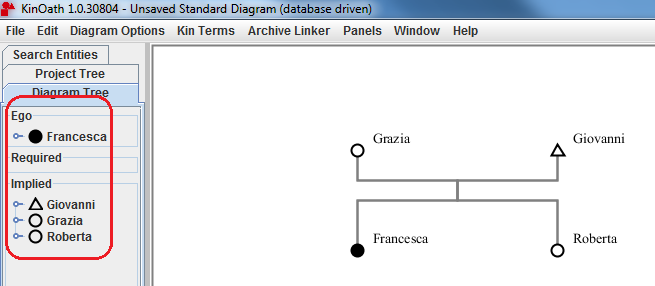 KinOath 1.0.30804 - Unsaved Standard Diagram (database driven)
File Edit Diagram Options Kin Terms Archive Linker Panels Window Help
Search Entities
Project Tree
Diagram Tree
Ego
Francesca
Required
Implied
Giovanni
Grazia
Roberta
Grazia Giovanni
Francesca Roberta